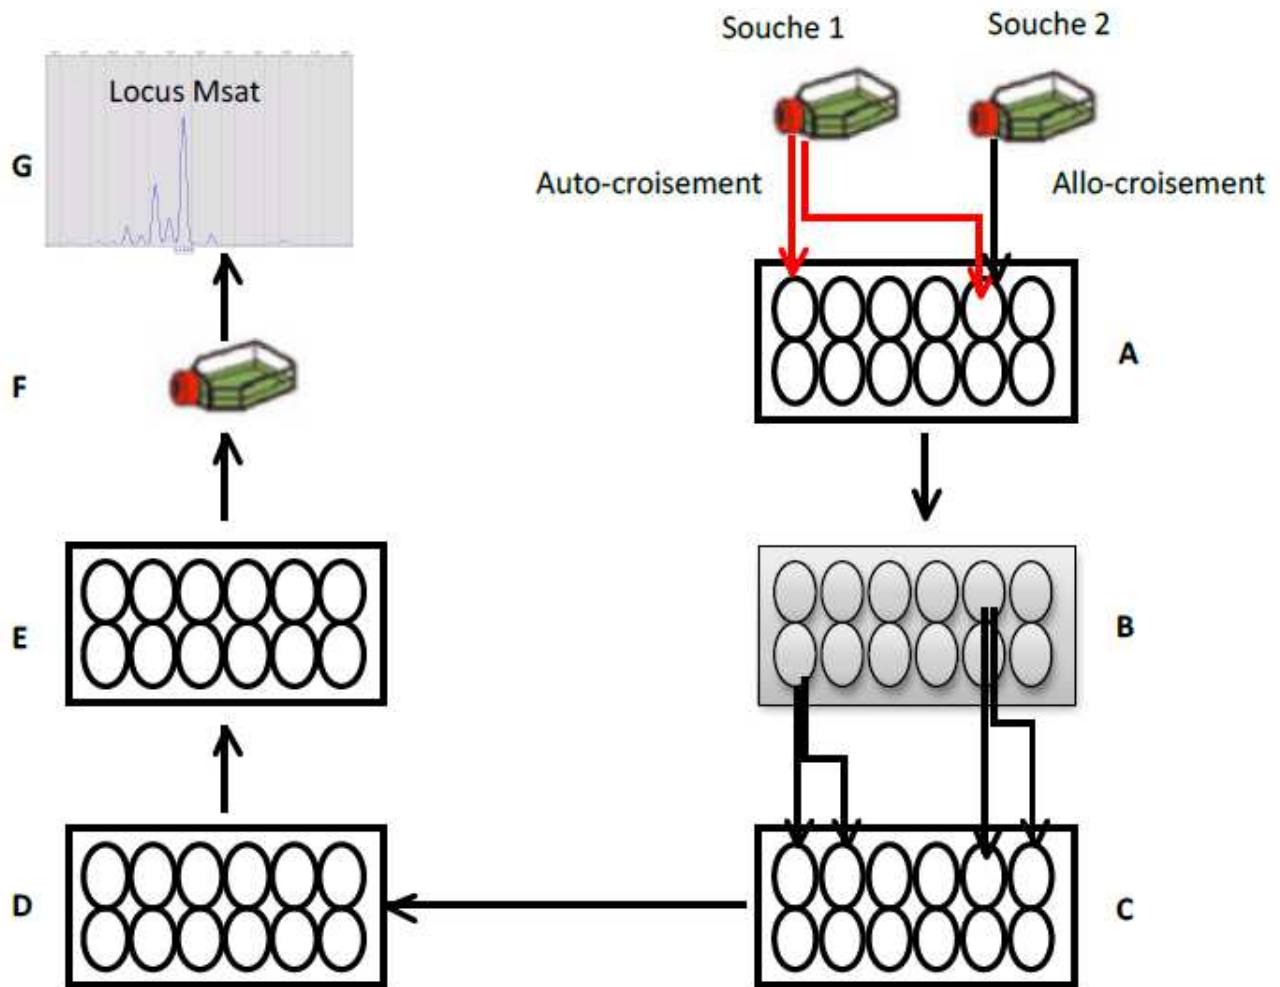 Souche 1
Souche 2
Locus Msat
G
Auto-croisement
Allo-croisement
A
F
B
E
D
C